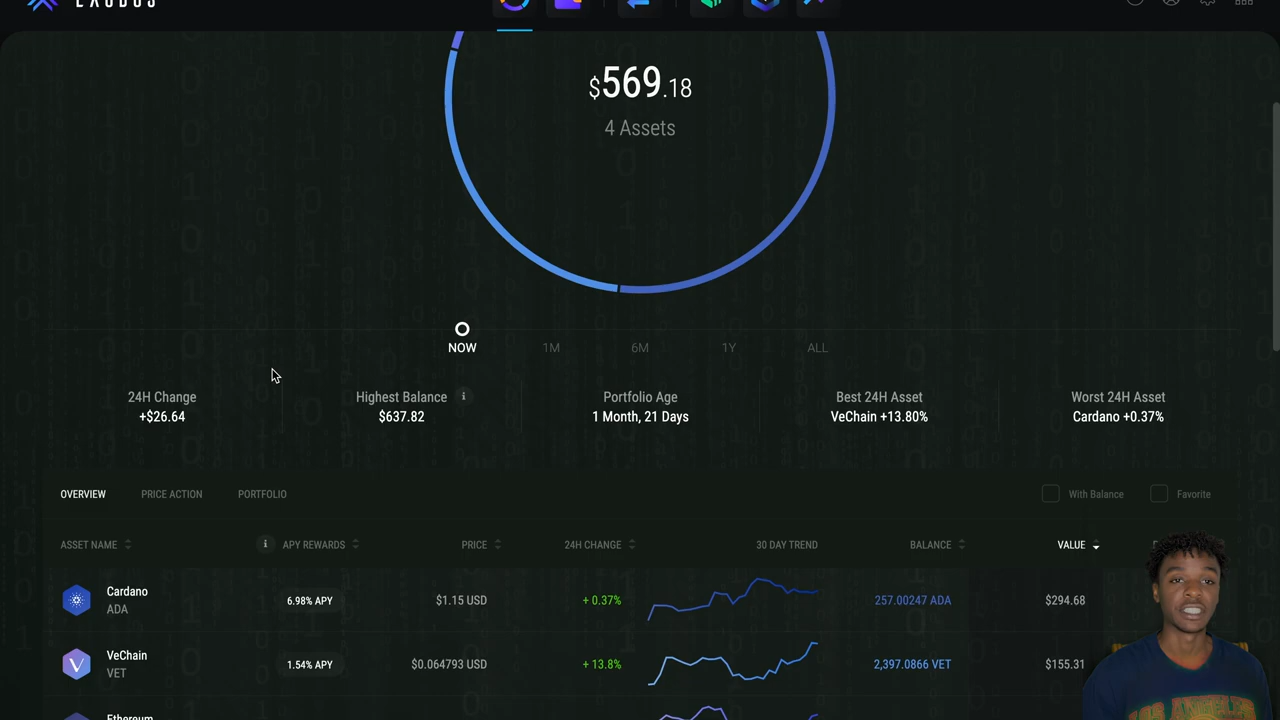 EXODUS
$569.18
4 Assets
NOW 1M 6M 1Y ALL
24H Change Highest Balance i Portfolio Age Best 24H Asset Worst 24H Asset
+$26.64 $637.82 1 Month, 21 Days VeChain +13.80% Cardano +0.37%
OVERVIEW PRICE ACTION PORTFOLIO With Balance Favorite
ASSET NAME i APY REWARDS PRICE 24H CHANGE 30 DAY TREND BALANCE VALUE
Cardano
ADA 6.98% APY $1.15 USD + 0.37% 257.00247 ADA $294.68
VeChain
VET 1.54% APY $0.064793 USD + 13.8% 2,397.0866 VET $155.31
Ethereum
LOS ANGELES